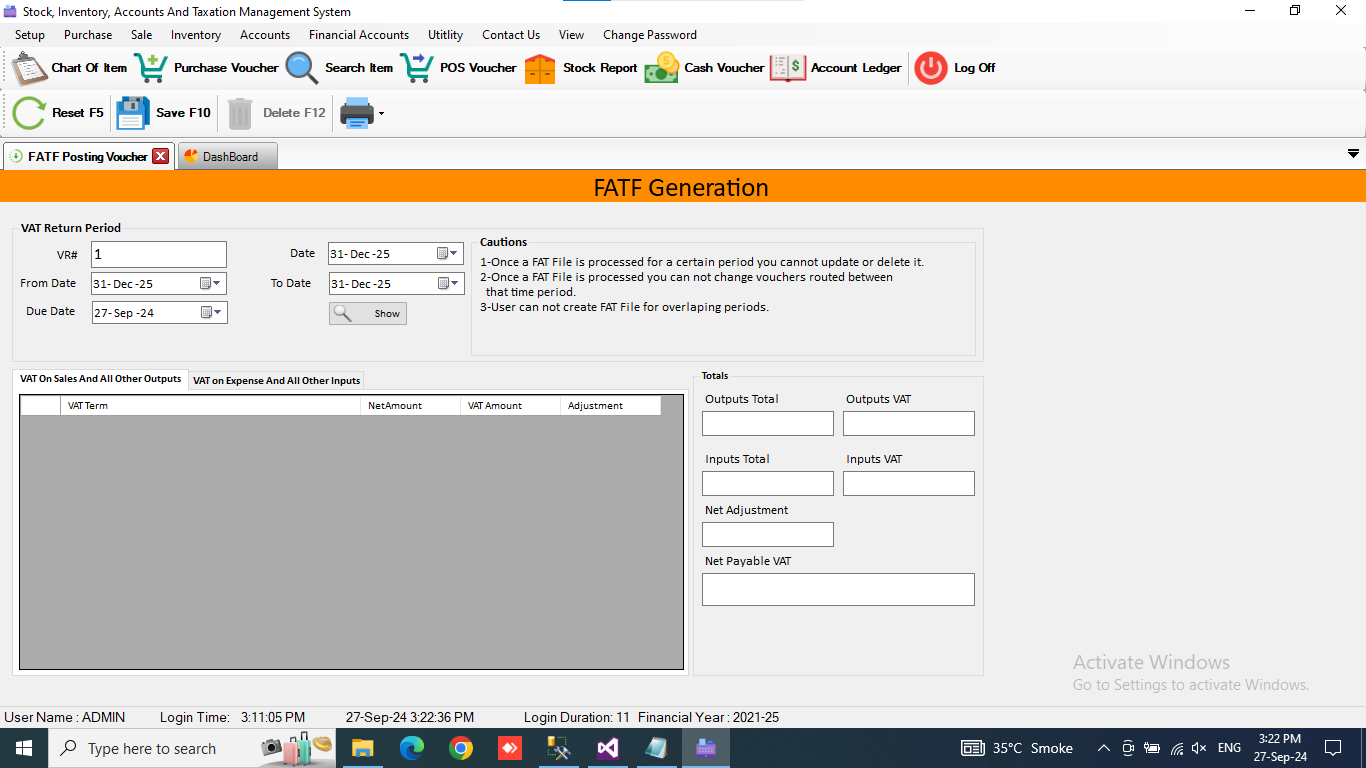 Stock, Inventory, Accounts And Taxation Management System
Setup Purchase Sale Inventory Accounts Financial Accounts Uitility Contact Us View Change Password
Chart Of Item Purchase Voucher Search Item POS Voucher Stock Report Cash Voucher Account Ledger Log Off
Reset F5 Save F10 Delete F12
FATF Posting Voucher DashBoard
FATF Generation
VAT Return Period
VR# 1 Date 31- Dec -25
From Date 31- Dec -25 To Date 31- Dec -25
Due Date 27- Sep -24 Show
Cautions
1-Once a FAT File is processed for a certain period you cannot update or delete it.
2-Once a FAT File is processed you can not change vouchers routed between
that time period.
3-User can not create FAT File for overlaping periods.
VAT On Sales And All Other Outputs VAT on Expense And All Other Inputs
VAT Term NetAmount VAT Amount Adjustment
Totals
Outputs Total Outputs VAT
Inputs Total Inputs VAT
Net Adjustment
Net Payable VAT
Activate Windows
Go to Settings to activate Windows.
User Name : ADMIN Login Time: 3:11:05 PM 27-Sep-24 3:22:36 PM Login Duration: 11 Financial Year : 2021-25
Type here to search 35°C Smoke ENG 3:22 PM
27-Sep-24